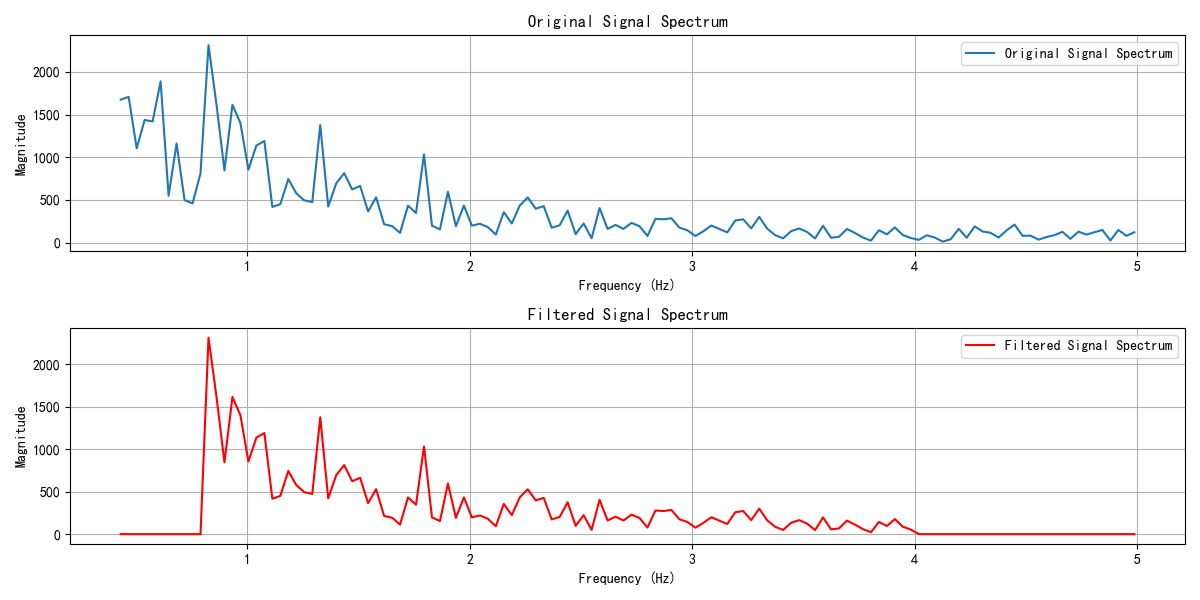 Original Signal Spectrum
Original Signal Spectrum
Magnitude
2000
1500
1000
500
0
1 2 3 4 5
Frequency (Hz)
Filtered Signal Spectrum
Filtered Signal Spectrum
Magnitude
2000
1500
1000
500
0
1 2 3 4 5
Frequency (Hz)